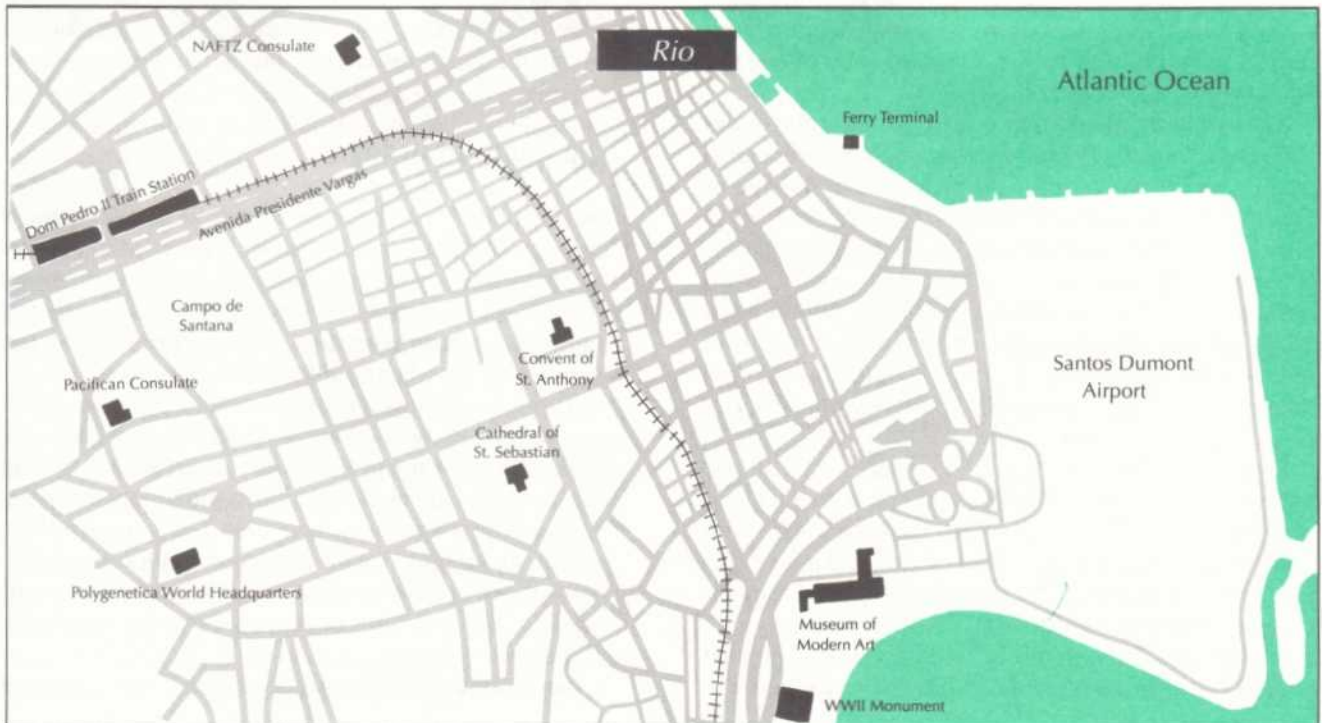 Rio
NAFTZ Consulate
Atlantic Ocean
Ferry Terminal
Dom Pedro II Train Station
Avenida Presidente Vargas
Campo de
Santana
Convent of
St. Anthony
Santos Dumont
Airport
Pacifican Consulate
Cathedral of
St. Sebastian
Polygenetica World Headquarters
Museum of
Modern Art
WWII Monument